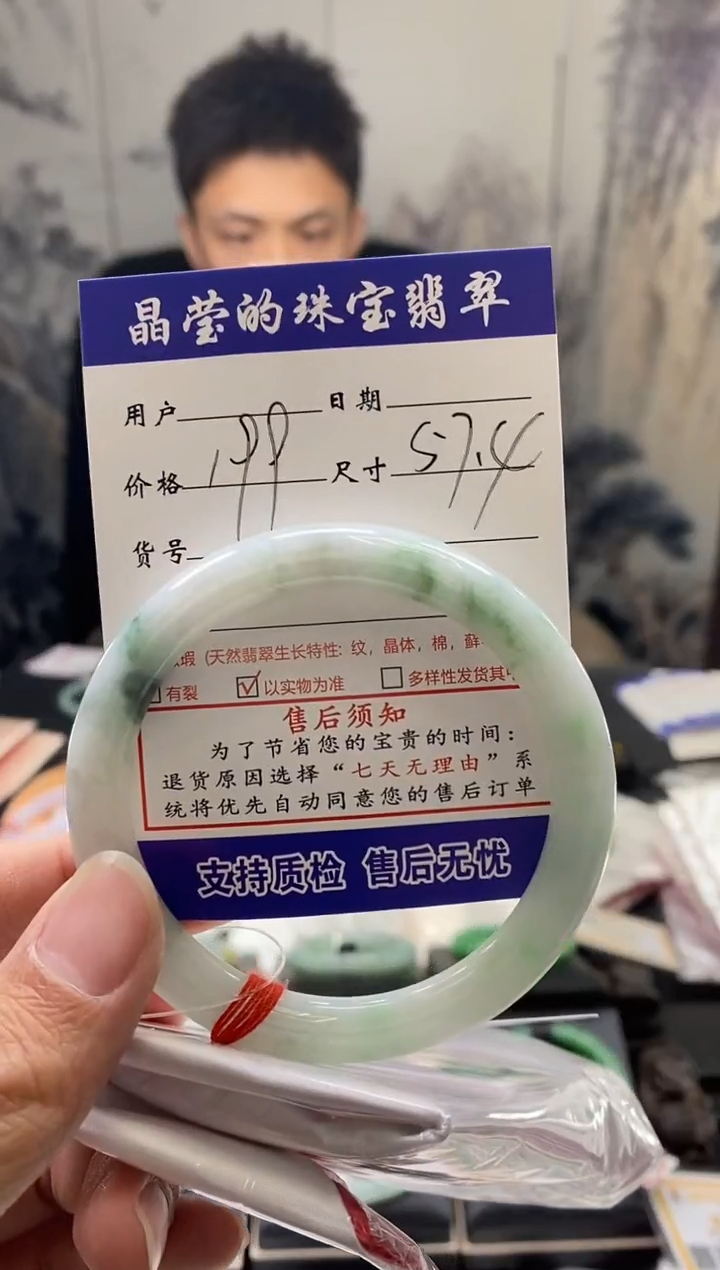 晶莹的珠宝翡翠
用户 日期
价格 199 尺寸 57.4
货号
瑕 (天然翡翠生长特性: 纹, 晶体, 棉, 藓
有裂 ☑以实物为准 □多样性发货其中
售后须知
为了节省您的宝贵的时间:
退货原因选择“七天无理由”系
统将优先自动同意您的售后订单
支持质检 售后无忧